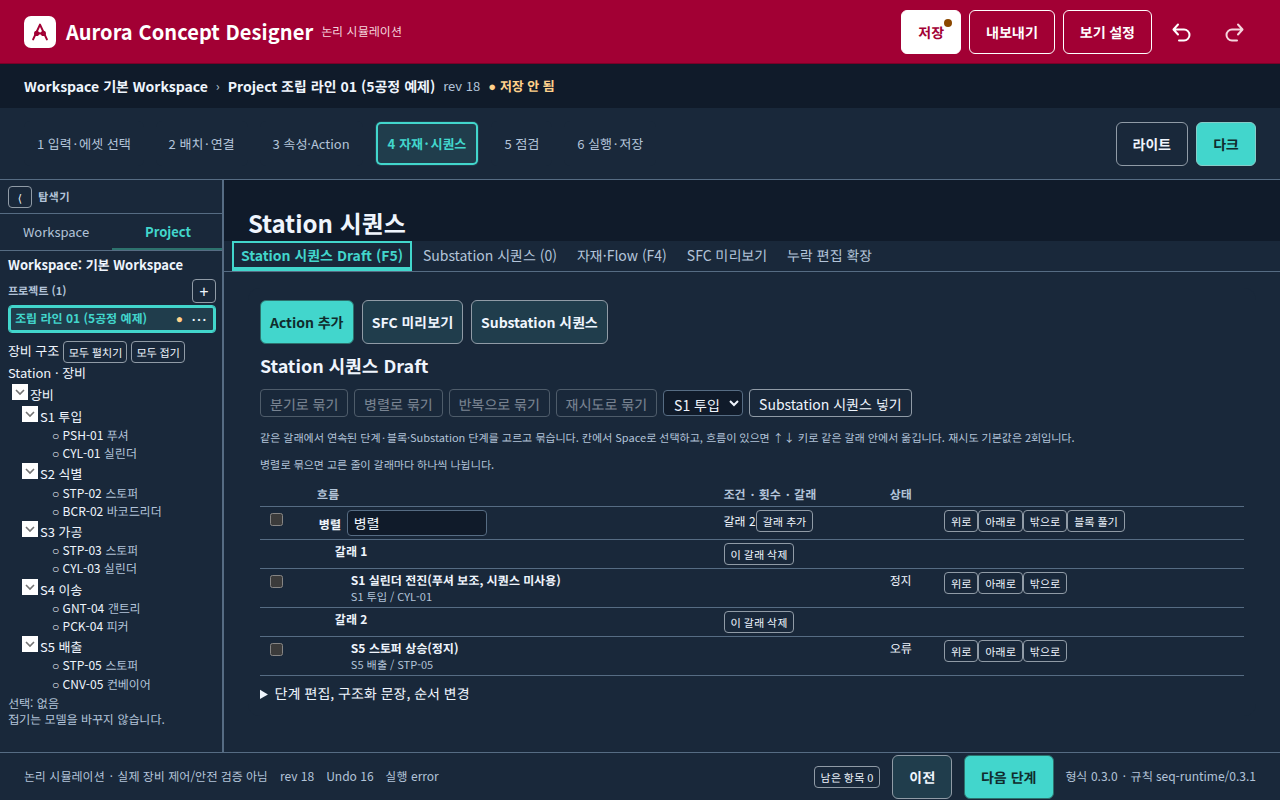 Aurora Concept Designer 논리 시뮬레이션 저장 내보내기 보기 설정
Workspace 기본 Workspace › Project 조립 라인 01 (5공정 예제) rev 18 ● 저장 안 됨
1 입력·에셋 선택 2 배치·연결 3 속성·Action 4 자재·시퀀스 5 점검 6 실행·저장 라이트 다크
⟨ 탐색기
Workspace Project
Workspace: 기본 Workspace
프로젝트 (1) +
조립 라인 01 (5공정 예제) ● ···
장비 구조 모두 펼치기 모두 접기
Station · 장비
장비
S1 투입
○ PSH-01 푸셔
○ CYL-01 실린더
S2 식별
○ STP-02 스토퍼
○ BCR-02 바코드리더
S3 가공
○ STP-03 스토퍼
○ CYL-03 실린더
S4 이송
○ GNT-04 갠트리
○ PCK-04 피커
S5 배출
○ STP-05 스토퍼
○ CNV-05 컨베이어
선택: 없음
접기는 모델을 바꾸지 않습니다.
Station 시퀀스
Station 시퀀스 Draft (F5) Substation 시퀀스 (0) 자재·Flow (F4) SFC 미리보기 누락 편집 확장
Action 추가 SFC 미리보기 Substation 시퀀스
Station 시퀀스 Draft
분기로 묶기 병렬로 묶기 반복으로 묶기 재시도로 묶기 S1 투입 Substation 시퀀스 넣기
같은 갈래에서 연속된 단계·블록·Substation 단계를 고르고 묶습니다. 칸에서 Space로 선택하고, 흐름이 있으면 ↑↓ 키로 같은 갈래 안에서 옮깁니다. 재시도 기본값은 2회입니다.
병렬로 묶으면 고른 줄이 갈래마다 하나씩 나뉩니다.
흐름 조건 · 횟수 · 갈래 상태
병렬 병렬 갈래 2 갈래 추가 위로 아래로 밖으로 블록 풀기
갈래 1 이 갈래 삭제
S1 실린더 전진(푸셔 보조, 시퀀스 미사용) 정지 위로 아래로 밖으로
S1 투입 / CYL-01
갈래 2 이 갈래 삭제
S5 스토퍼 상승(정지) 오류 위로 아래로 밖으로
S5 배출 / STP-05
▶ 단계 편집, 구조화 문장, 순서 변경
논리 시뮬레이션 · 실제 장비 제어/안전 검증 아님 rev 18 Undo 16 실행 error 남은 항목 0 이전 다음 단계 형식 0.3.0 · 규칙 seq-runtime/0.3.1